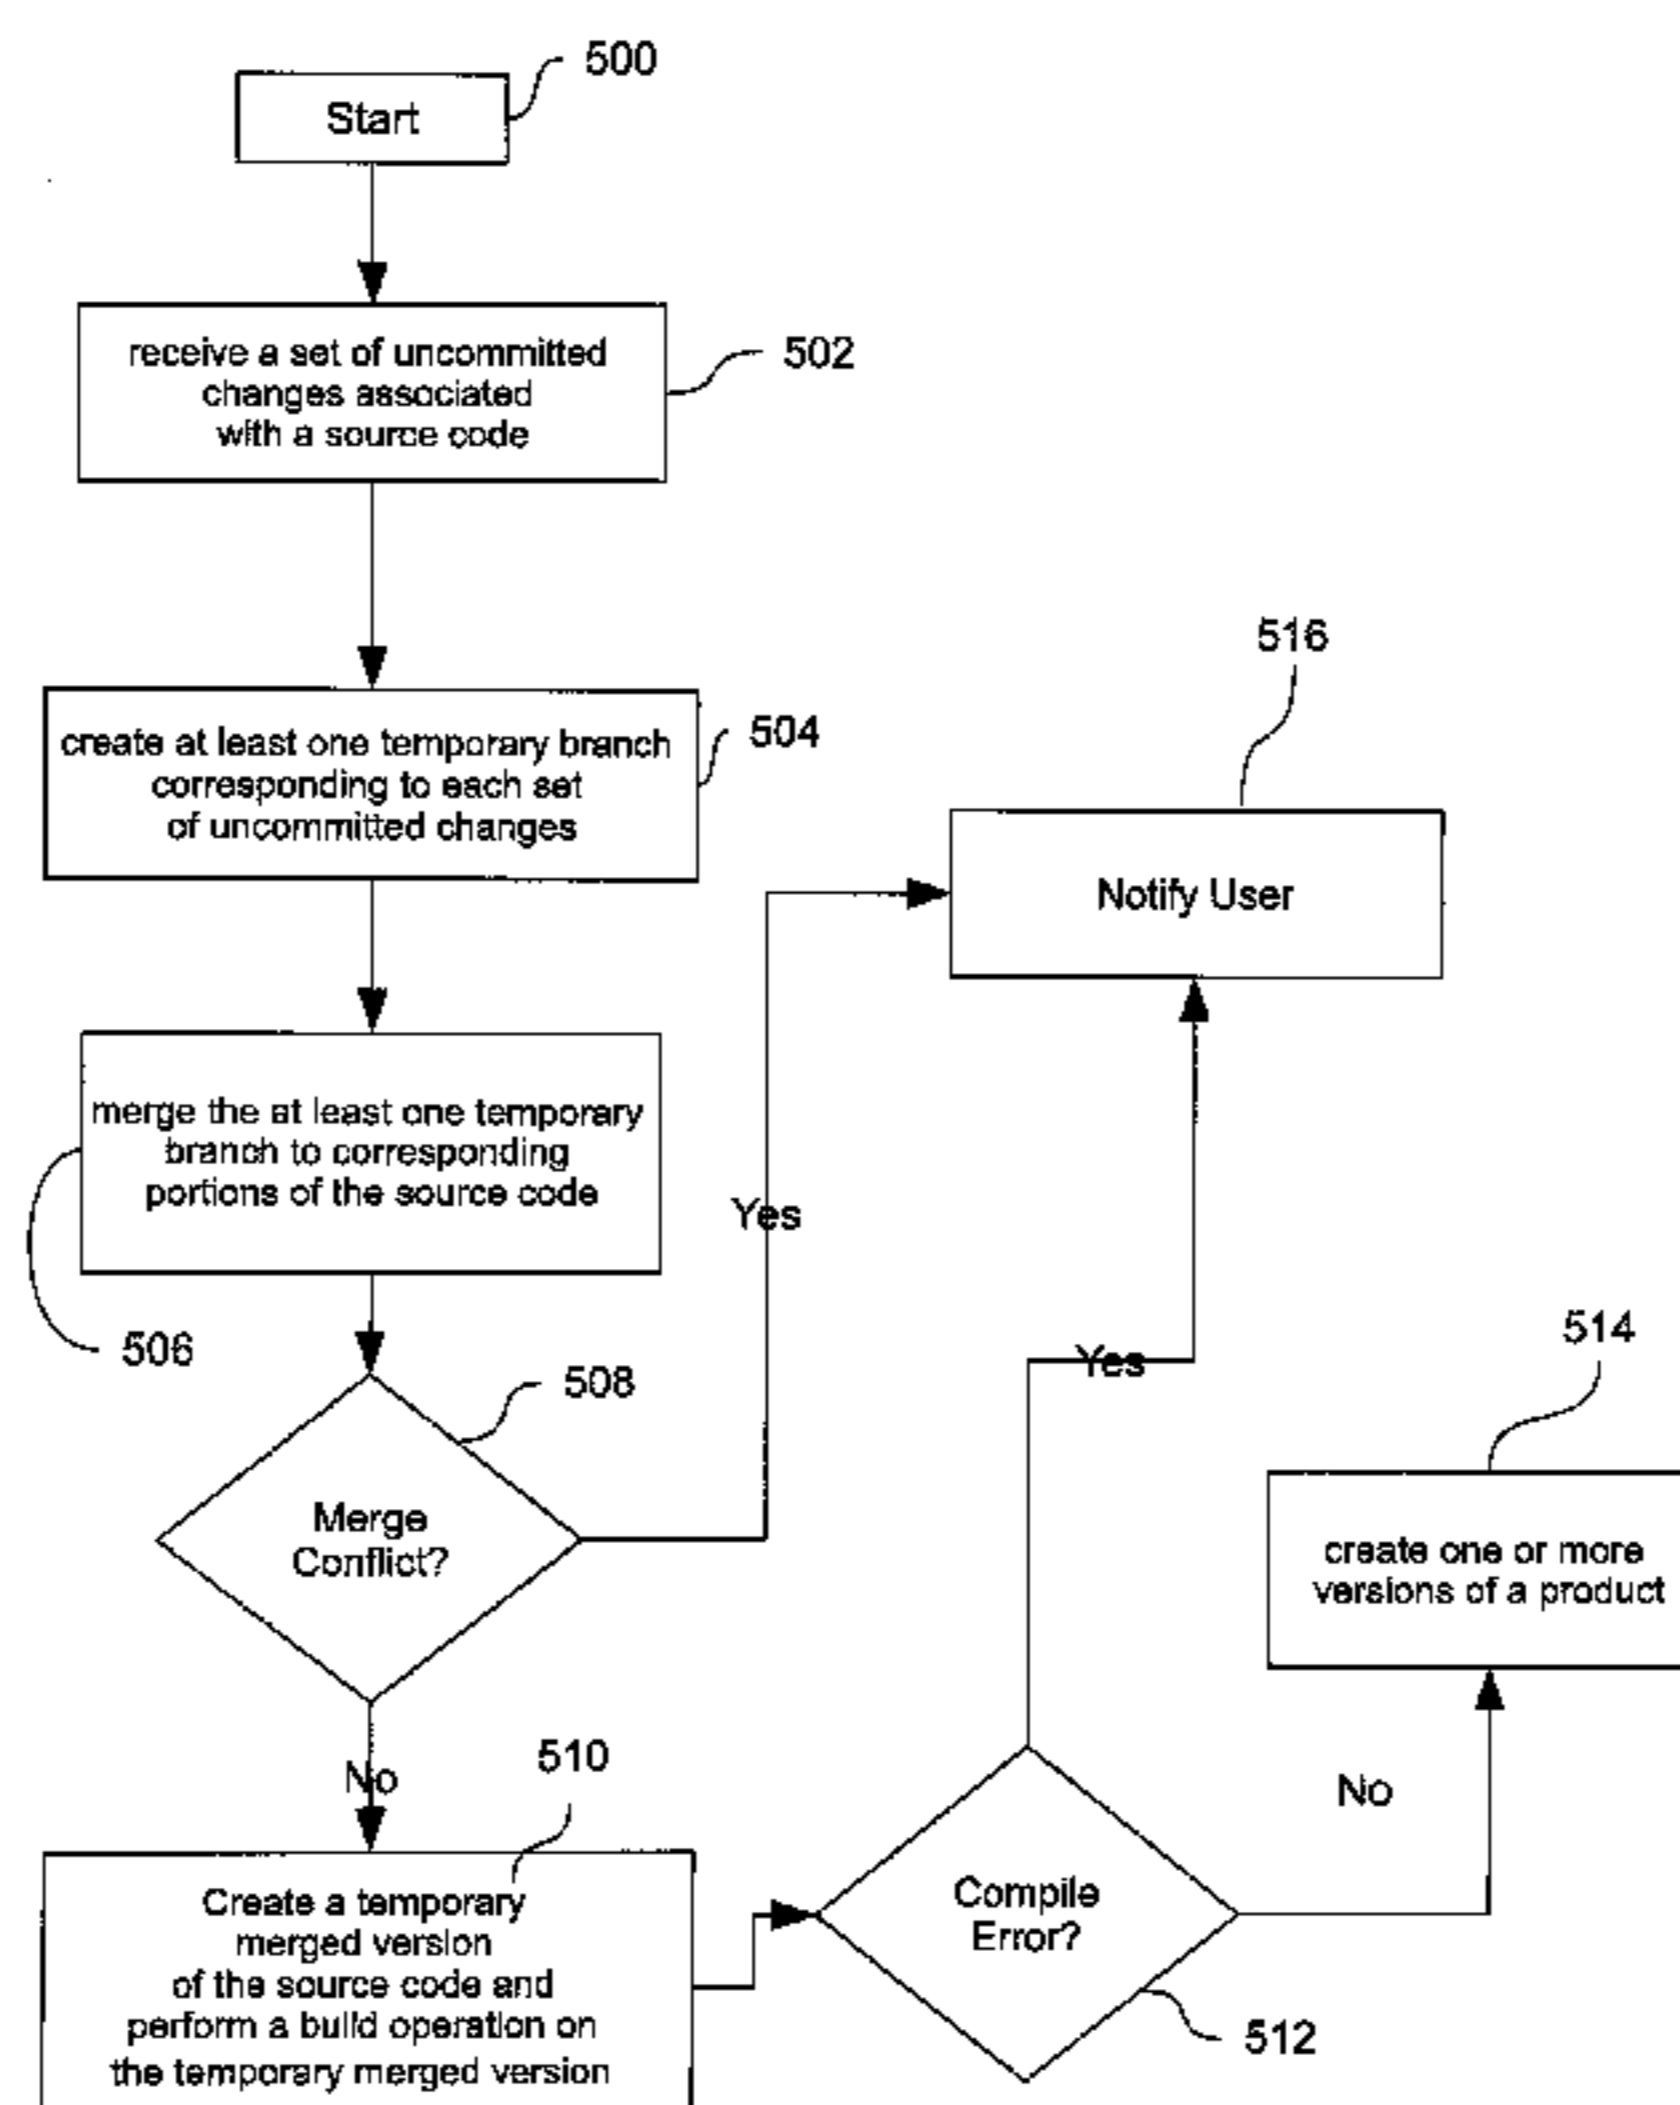 500
Start
receive a set of uncommitted
changes associated
with a source code
502
516
create at least one temporary branch
corresponding to each set
of uncommitted changes
504
Notify User
merge the at least one temporary
branch to corresponding
portions of the source code
506
Yes
Yes
514
508
Merge
Conflict?
create one or more
versions of a product
No
510
No
Create a temporary
merged version
of the source code and
perform a build operation on
the temporary merged version
Compile
Error?
512